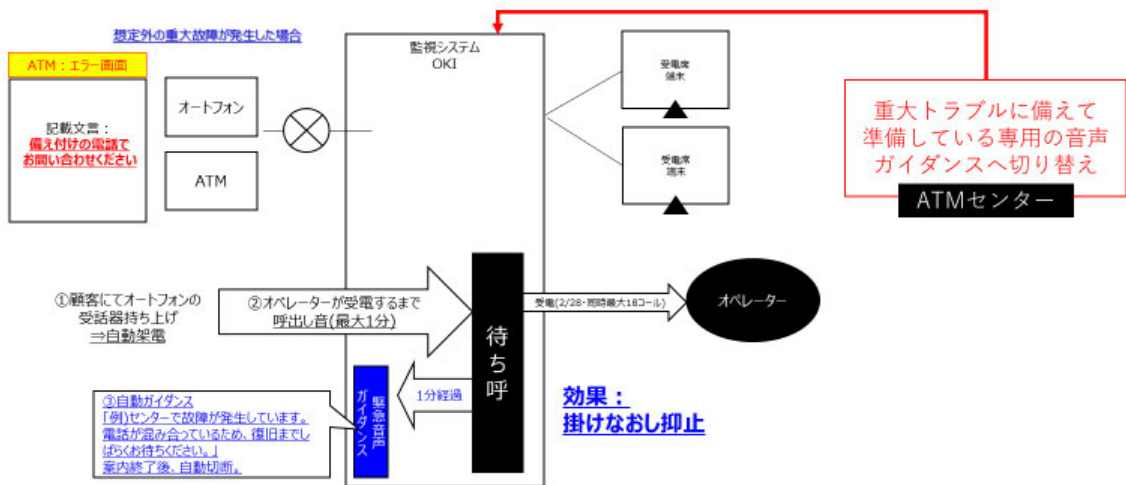 想定外の重大故障が発生した場合
ATM：エラー画面
記載文言：
備え付けの電話で
お問い合わせください
オートフォン
ATM
監視システム
OKI
受電席
端末
受電席
端末
重大トラブルに備えて
準備している専用の音声
ガイダンスへ切り替え
ATMセンター
①顧客にてオートフォンの
受話器持ち上げ
⇒自動架電
②オペレーターが受電するまで
呼出し音(最大1分)
待ち呼
受電(2/28・同時最大18コール)
オペレーター
1分経過
緊急音声
ガイダンス
③自動ガイダンス
「例)センターで故障が発生しています。
電話が混み合っているため、復旧までし
ばらくお待ちください。」
案内終了後、自動切断。
効果：
掛けなおし抑止